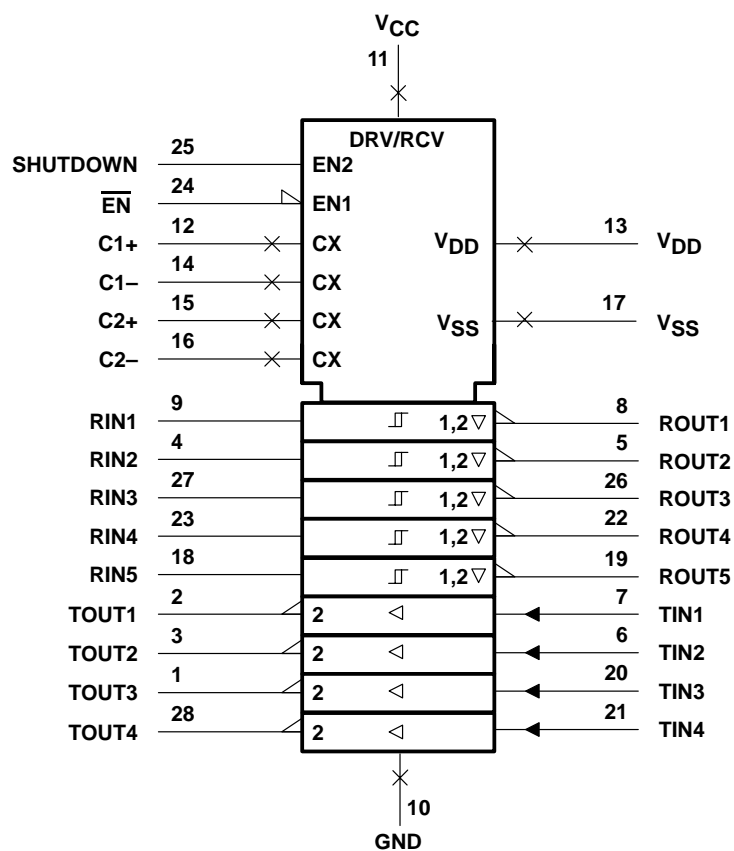 VCC
11
DRV/RCV
25
SHUTDOWN EN2
24
EN EN1
12 13
C1+ CX VDD VDD
14
C1– CX
15 17
C2+ CX VSS VSS
16
C2– CX
9 8
RIN1 1,2 ROUT1
4 5
RIN2 1,2 ROUT2
27 26
RIN3 1,2 ROUT3
23 22
RIN4 1,2 ROUT4
18 19
RIN5 1,2 ROUT5
2 7
TOUT1 2 TIN1
3 6
TOUT2 2 TIN2
1 20
TOUT3 2 TIN3
28 21
TOUT4 2 TIN4
10
GND